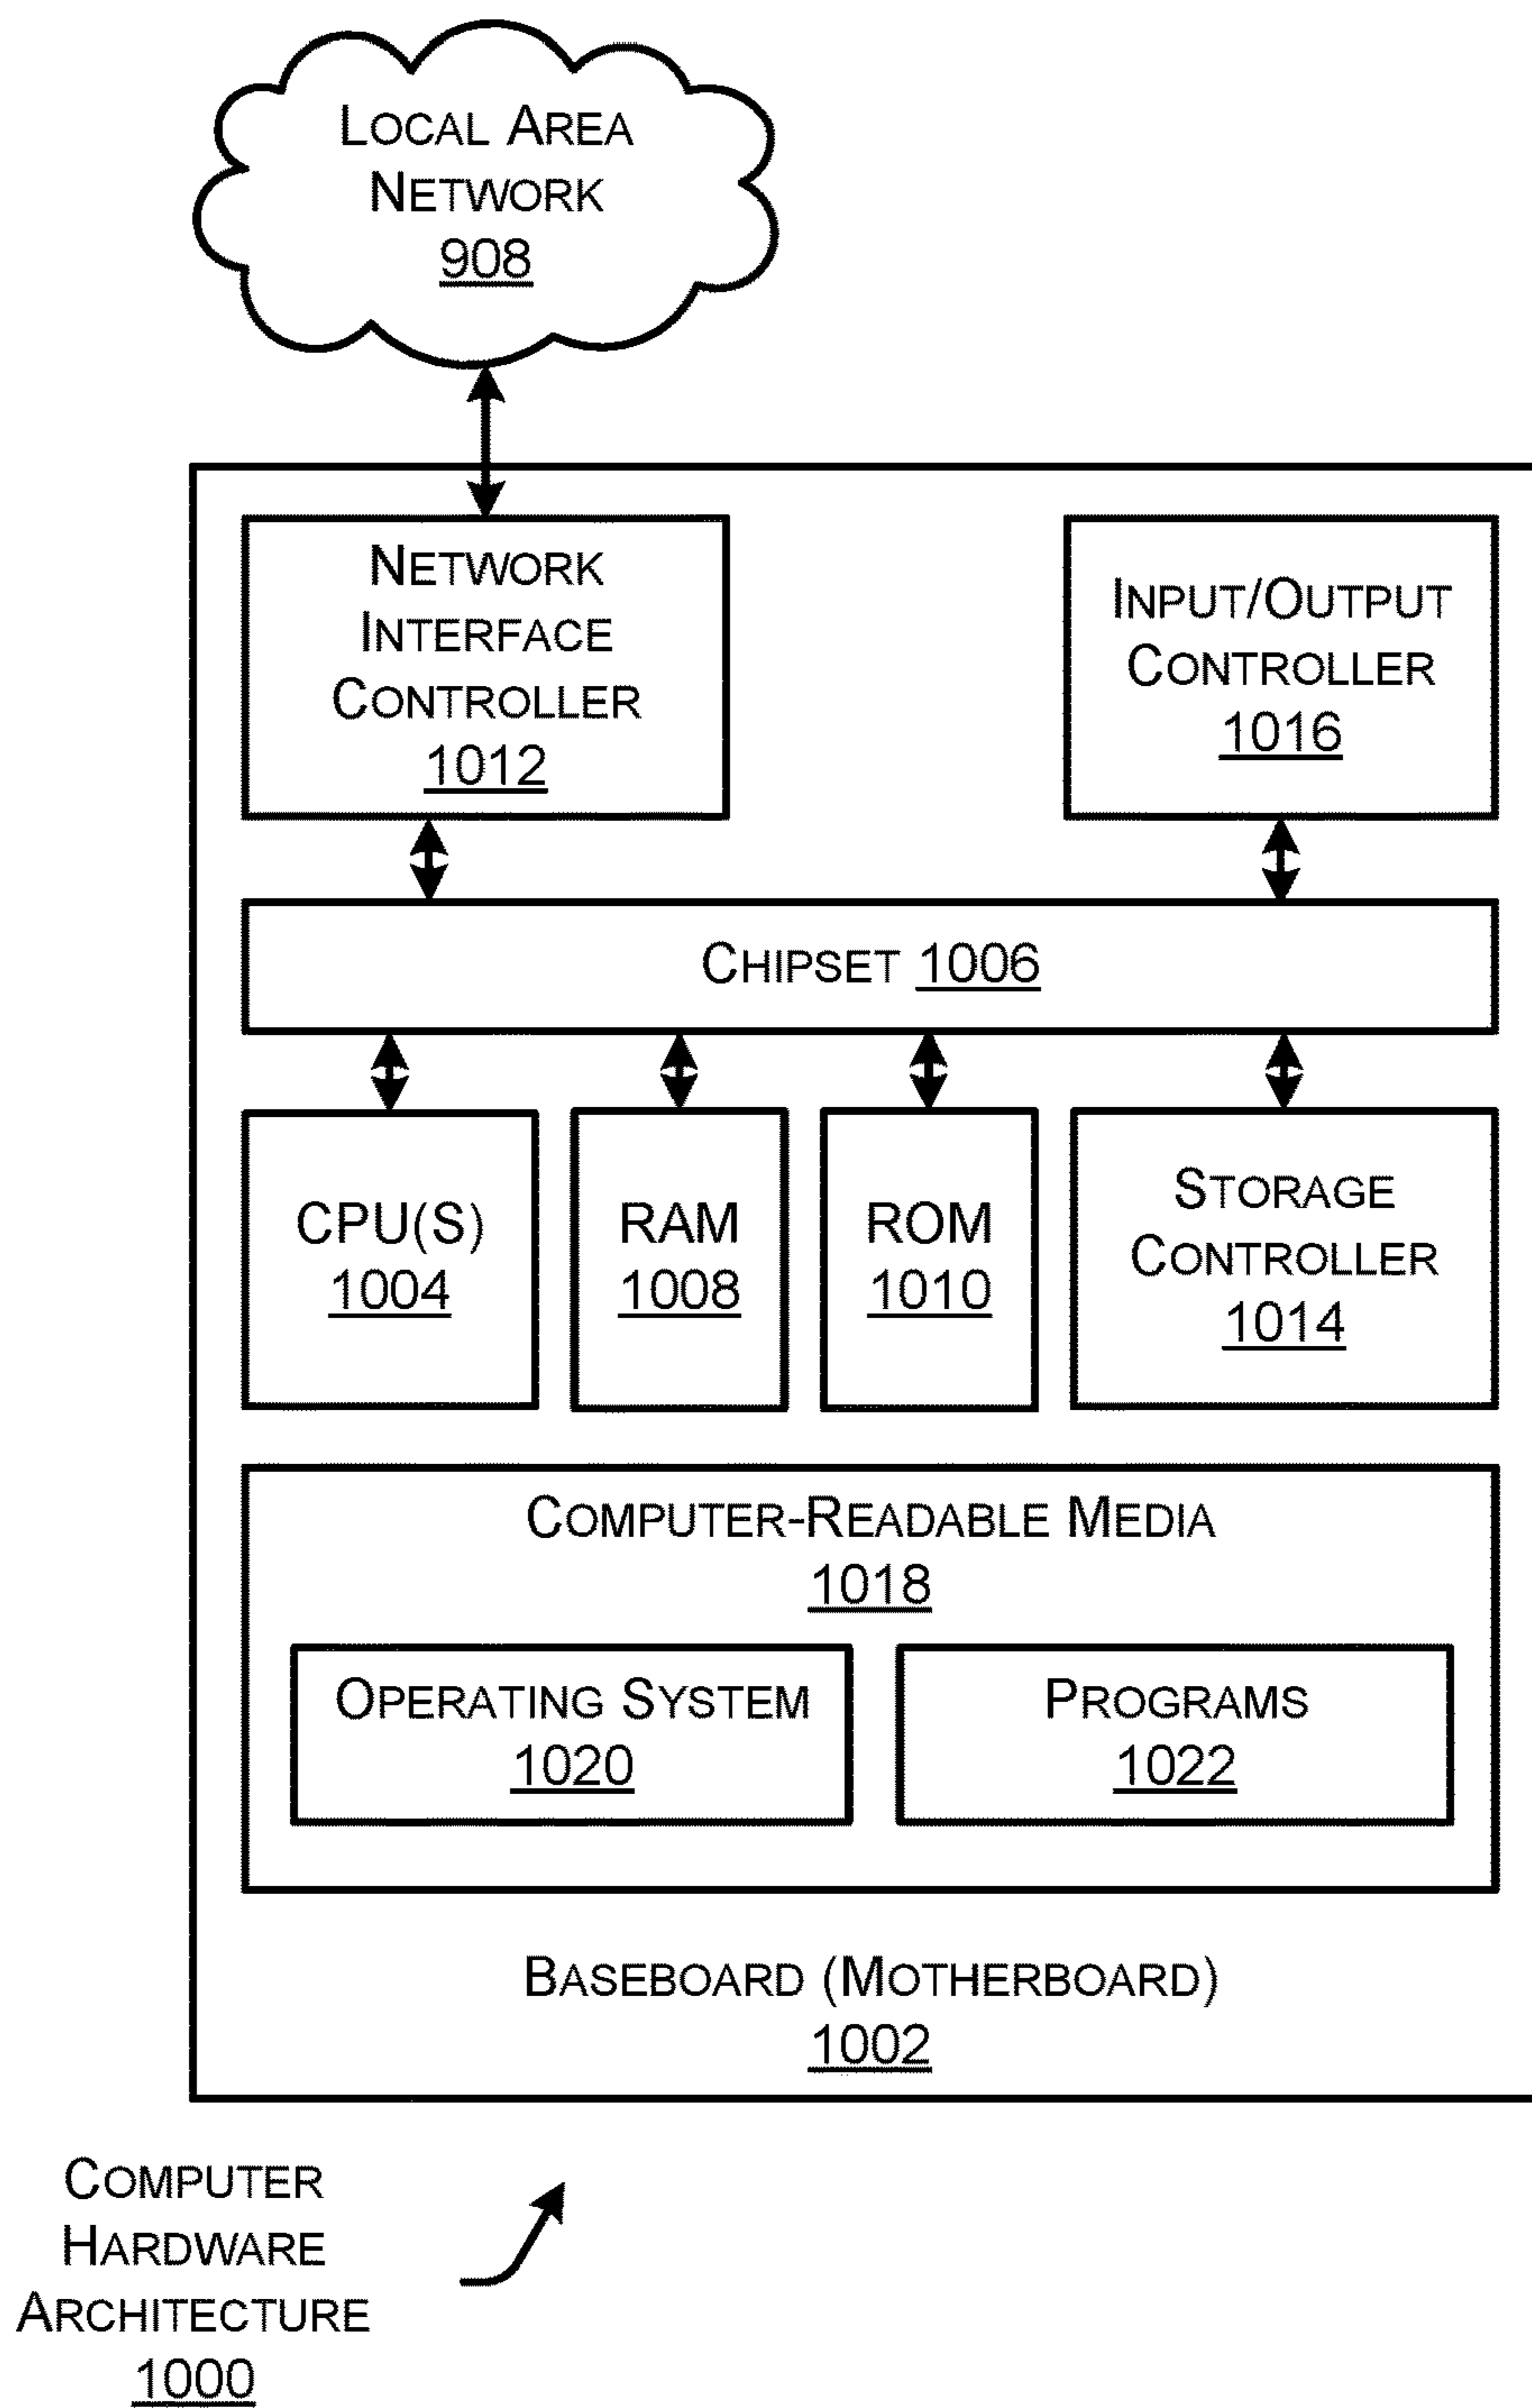 LOCAL AREA
NETWORK
908
NETWORK
INTERFACE
CONTROLLER
1012
INPUT/OUTPUT
CONTROLLER
1016
CHIPSET 1006
CPU(S)
1004
RAM
1008
ROM
1010
STORAGE
CONTROLLER
1014
COMPUTER-READABLE MEDIA
1018
OPERATING SYSTEM
1020
PROGRAMS
1022
BASEBOARD (MOTHERBOARD)
1002
COMPUTER
HARDWARE
ARCHITECTURE
1000